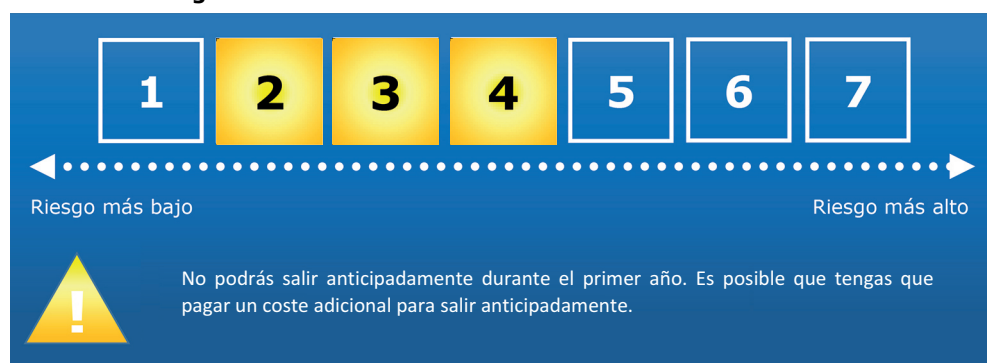 1 2 3 4 5 6 7
Riesgo más bajo Riesgo más alto
No podrás salir anticipadamente durante el primer año. Es posible que tengas que
pagar un coste adicional para salir anticipadamente.